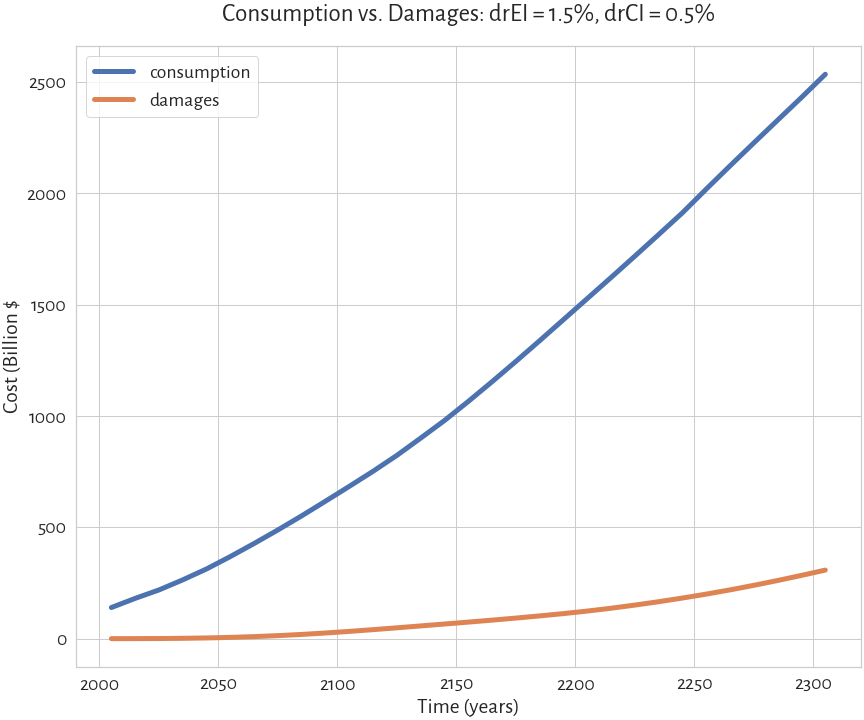 Consumption vs. Damages: drEI = 1.5%, drCI = 0.5%
consumption
damages
2500
2000
1500
1000
500
0
Cost (Billion $
2000 2050 2100 2150 2200 2250 2300
Time (years)